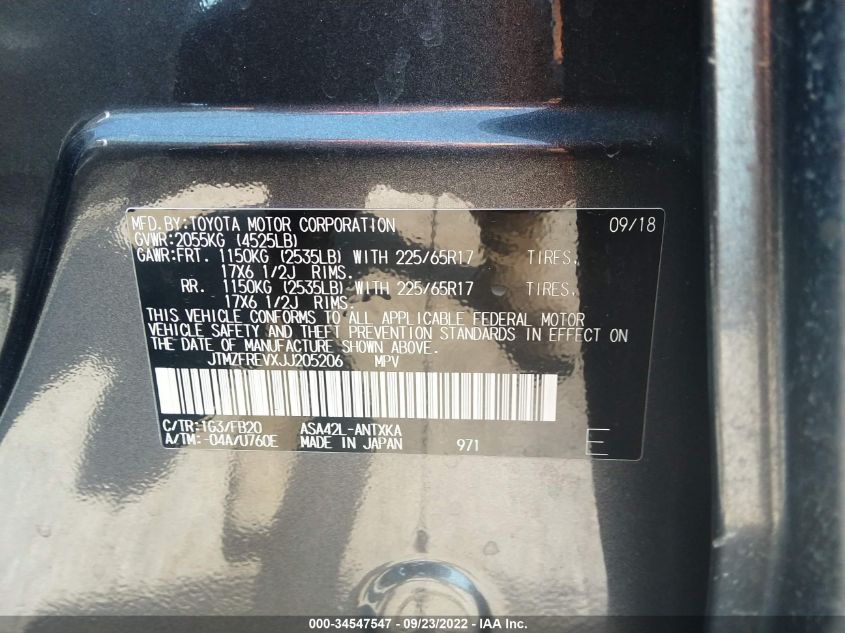 MFD.BY:TOYOTA MOTOR CORPORATION 09/18
GVWR:2055KG (4525LB)
GAWR:FRT. 1150KG (2535LB) WITH 225/65R17 TIRES,
17X6 1/2J RIMS.
RR. 1150KG (2535LB) WITH 225/65R17 TIRES,
17X6 1/2J RIMS.
THIS VEHICLE CONFORMS TO ALL APPLICABLE FEDERAL MOTOR
VEHICLE SAFETY AND THEFT PREVENTION STANDARDS IN EFFECT ON
THE DATE OF MANUFACTURE SHOWN ABOVE.
JTMZFREVXJJ205206 MPV
C/TR:1G3/FB20 ASA42L-ANTXKA
A/TM:-04A/U760E MADE IN JAPAN 971 E
000-34547547 - 09/23/2022 - IAA Inc.